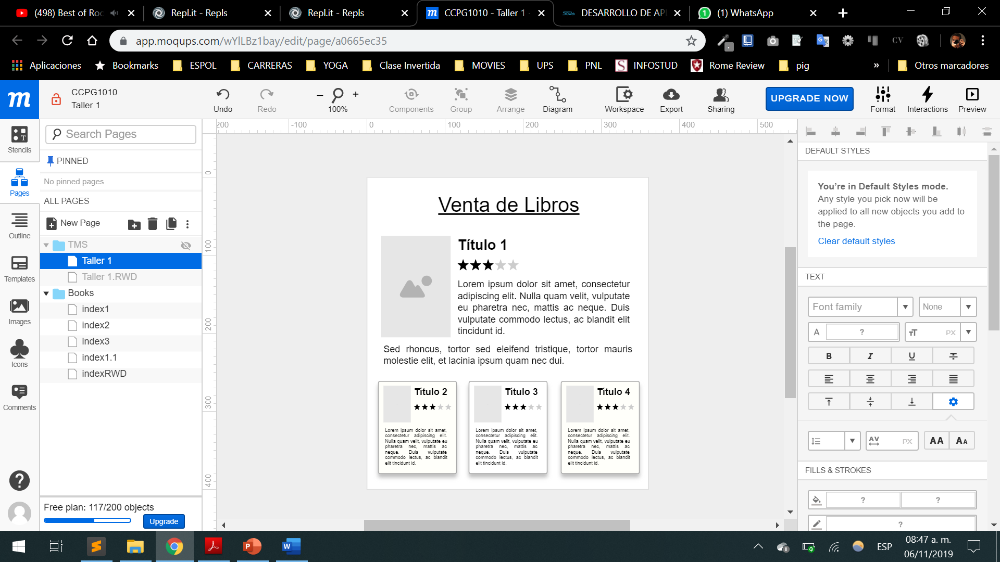 (498) Best of Roc
Repl.it - Repls
Repl.it - Repls
CCPG1010 - Taller 1 -
DESARROLLO DE API
(1) WhatsApp
app.moqups.com/wYlLBz1bay/edit/page/a0665ec35
Aplicaciones
Bookmarks
ESPOL
CARRERAS
YOGA
Clase Invertida
MOVIES
UPS
PNL
INFOSTUD
Rome Review
pig
»
Otros marcadores
CCPG1010
Taller 1
Undo
Redo
100%
Components
Group
Arrange
Diagram
Workspace
Export
Sharing
UPGRADE NOW
Format
Interactions
Preview
Stencils
Pages
Outline
Templates
Images
Icons
Comments
Search Pages
PINNED
No pinned pages
ALL PAGES
New Page
TMS
Taller 1
Taller 1.RWD
Books
index1
index2
index3
index1.1
indexRWD
Free plan: 117/200 objects
Upgrade
200 -100 0 100 200 300 400 500
0
100
200
300
400
Venta de Libros
Título 1
Lorem ipsum dolor sit amet, consectetur
adipiscing elit. Nulla quam velit, vulputate
eu pharetra nec, mattis ac neque. Duis
vulputate commodo lectus, ac blandit elit
tincidunt id.
Sed rhoncus, tortor sed eleifend tristique, tortor mauris
molestie elit, et lacinia ipsum quam nec dui.
Título 2
Lorem ipsum dolor sit amet,
consectetur adipiscing elit.
Nulla quam velit, vulputate eu
pharetra nec, mattis ac
neque. Duis vulputate
commodo lectus, ac blandit
elit tincidunt id.
Título 3
Lorem ipsum dolor sit amet,
consectetur adipiscing elit.
Nulla quam velit, vulputate eu
pharetra nec, mattis ac
neque. Duis vulputate
commodo lectus, ac blandit
elit tincidunt id.
Título 4
Lorem ipsum dolor sit amet,
consectetur adipiscing elit.
Nulla quam velit, vulputate eu
pharetra nec, mattis ac
neque. Duis vulputate
commodo lectus, ac blandit
elit tincidunt id.
DEFAULT STYLES
You're in Default Styles mode.
Any style you pick now will be
applied to all new objects you add to
the page.
Clear default styles
TEXT
Font family
None
A ?
TT PX
B I U
AV PX
AA AA
FILLS & STROKES
? ?
?
ESP
08:47 a. m.
06/11/2019